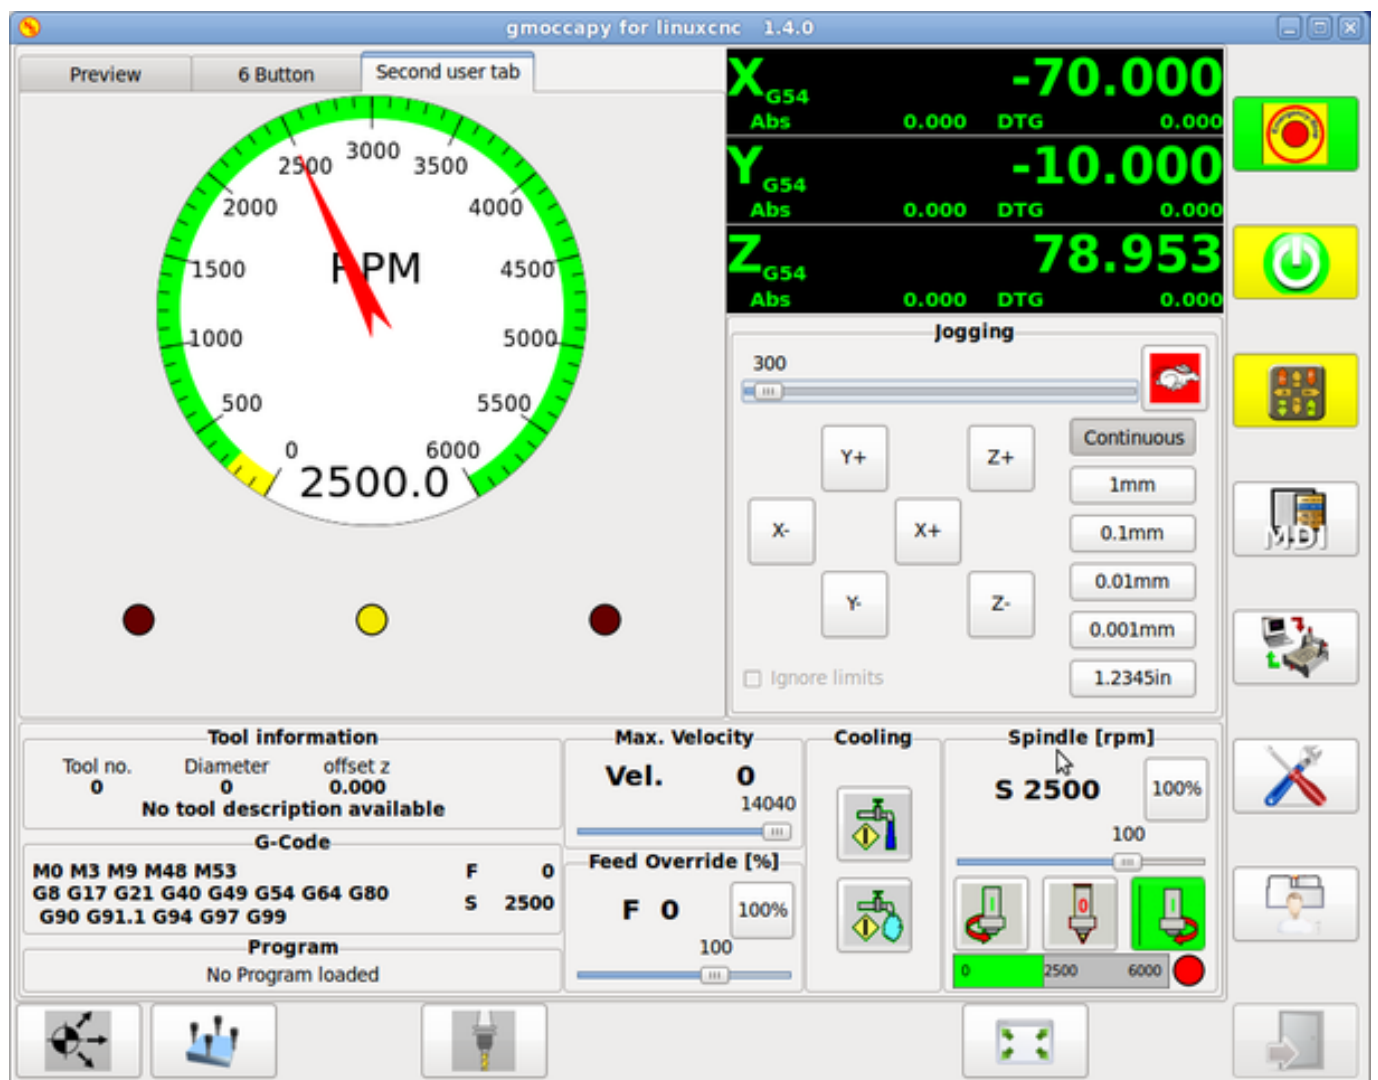 gmoccapy for linuxcnc 1.4.0
Preview 6 Button Second user tab
X G54 -70.000
Abs 0.000 DTG 0.000
Y G54 -10.000
Abs 0.000 DTG 0.000
Z G54 78.953
Abs 0.000 DTG 0.000
0
500
1000
1500
2000
2500
3000
3500
4000
4500
5000
5500
6000
RPM
2500.0
Jogging
300
Y+ Z+
X- X+
Y- Z-
Continuous
1mm
0.1mm
0.01mm
0.001mm
1.2345in
Ignore limits
MDI
Tool information
Tool no. Diameter offset z
0 0 0.000
No tool description available
G-Code
M0 M3 M9 M48 M53 F 0
G8 G17 G21 G40 G49 G54 G64 G80 S 2500
G90 G91.1 G94 G97 G99
Program
No Program loaded
Max. Velocity
Vel. 0
14040
Feed Override [%]
F 0 100%
100
Cooling
Spindle [rpm]
S 2500 100%
100
I 0 I
0 2500 6000